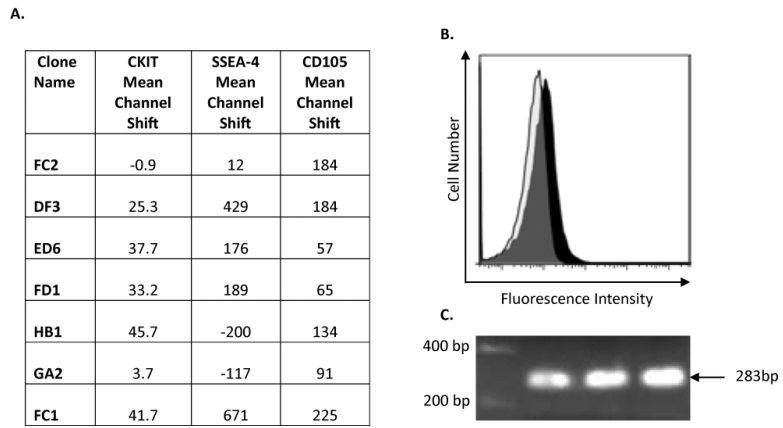 A.
Clone Name CKIT Mean Channel Shift SSEA-4 Mean Channel Shift CD105 Mean Channel Shift
FC2 -0.9 12 184
DF3 25.3 429 184
ED6 37.7 176 57
FD1 33.2 189 65
HB1 45.7 -200 134
GA2 3.7 -117 91
FC1 41.7 671 225
B.
Cell Number
Fluorescence Intensity
C.
400 bp
200 bp
283bp